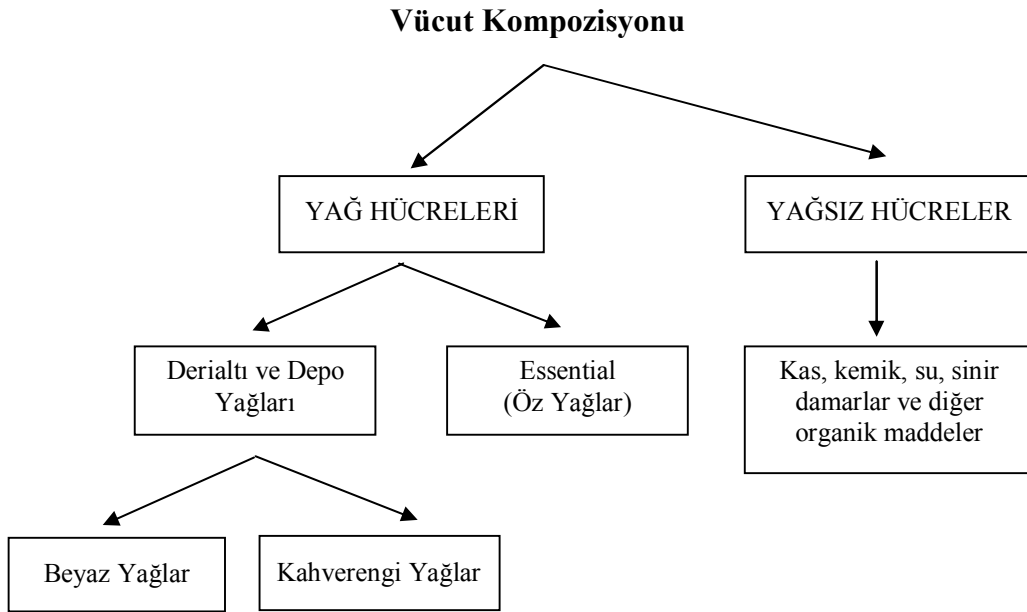 Vücut Kompozisyonu
YAĞ HÜCRELERİ
YAĞSIZ HÜCRELER
Derialtı ve Depo
Yağları
Essential
(Öz Yağlar)
Kas, kemik, su, sinir
damarlar ve diğer
organik maddeler
Beyaz Yağlar
Kahverengi Yağlar